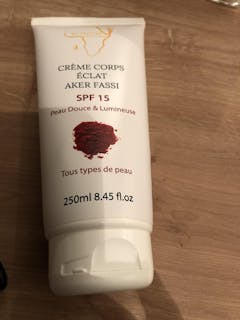 CRÈME CORPS
ÉCLAT
AKER FASSI
SPF 15
Peau Douce & Lumineuse
Tous types de peau
250ml 8.45 fl.oz